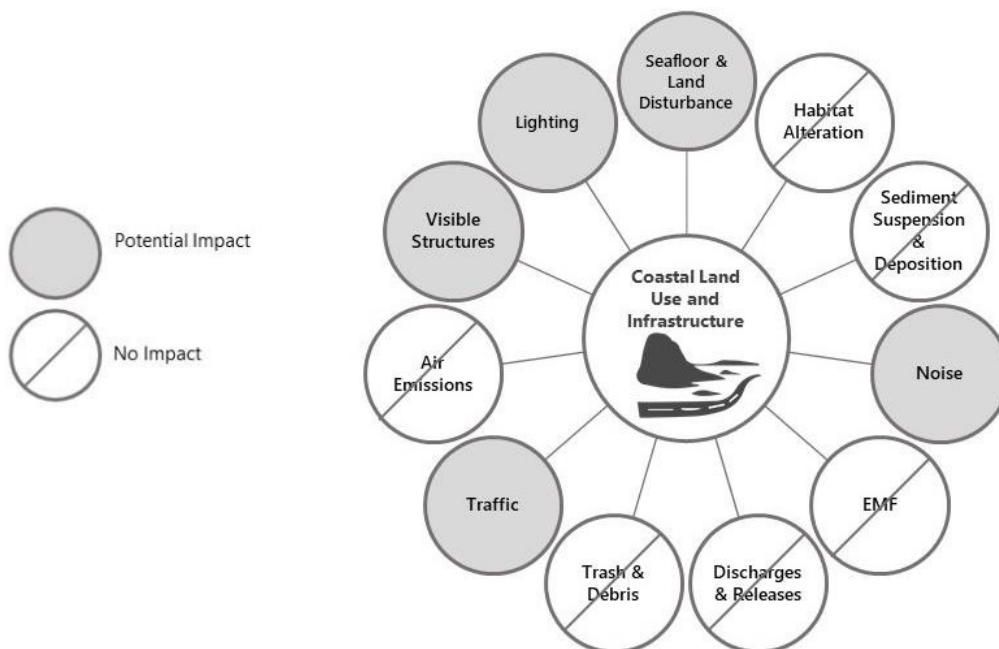 Potential Impact
No Impact
Coastal Land
Use and
Infrastructure
Seafloor &
Land
Disturbance
Habitat
Alteration
Sediment
Suspension
&
Deposition
Noise
EMF
Discharges
& Releases
Trash &
Debris
Traffic
Air
Emissions
Visible
Structures
Lighting